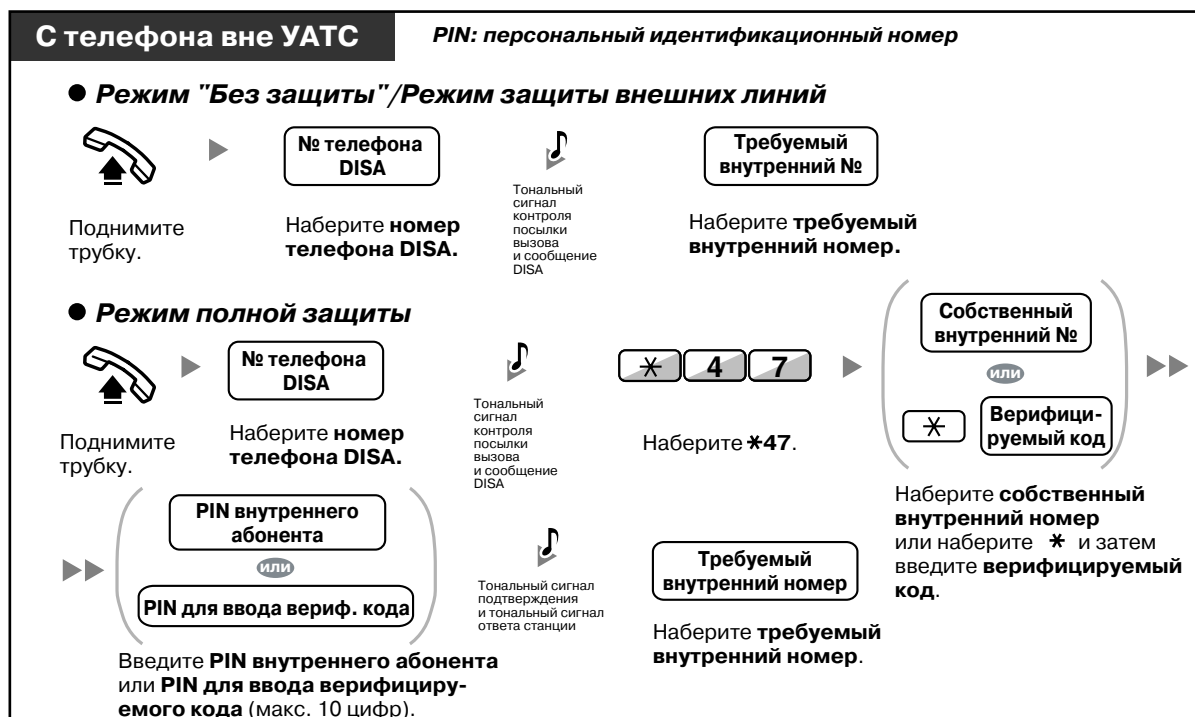 С телефона вне УАТС
PIN: персональный идентификационный номер
● Режим "Без защиты"/Режим защиты внешних линий
№ телефона
DISA
Требуемый
внутренний №
Поднимите
трубку.
Наберите номер
телефона DISA.
Тональный
сигнал
контроля
посылки
вызова
и сообщение
DISA
Наберите требуемый
внутренний номер.
● Режим полной защиты
№ телефона
DISA
* 4 7
Собственный
внутренний №
или
* Верифици-
руемый код
Поднимите
трубку.
Наберите номер
телефона DISA.
Тональный
сигнал
контроля
посылки
вызова
и сообщение
DISA
Наберите *47.
Наберите собственный
внутренний номер
или наберите * и затем
введите верифицируемый
код.
PIN внутреннего
абонента
или
PIN для ввода вериф. кода
Тональный сигнал
подтверждения
и тональный сигнал
ответа станции
Требуемый
внутренний номер
Введите PIN внутреннего абонента
или PIN для ввода верифициру-
емого кода (макс. 10 цифр).
Наберите требуемый
внутренний номер.